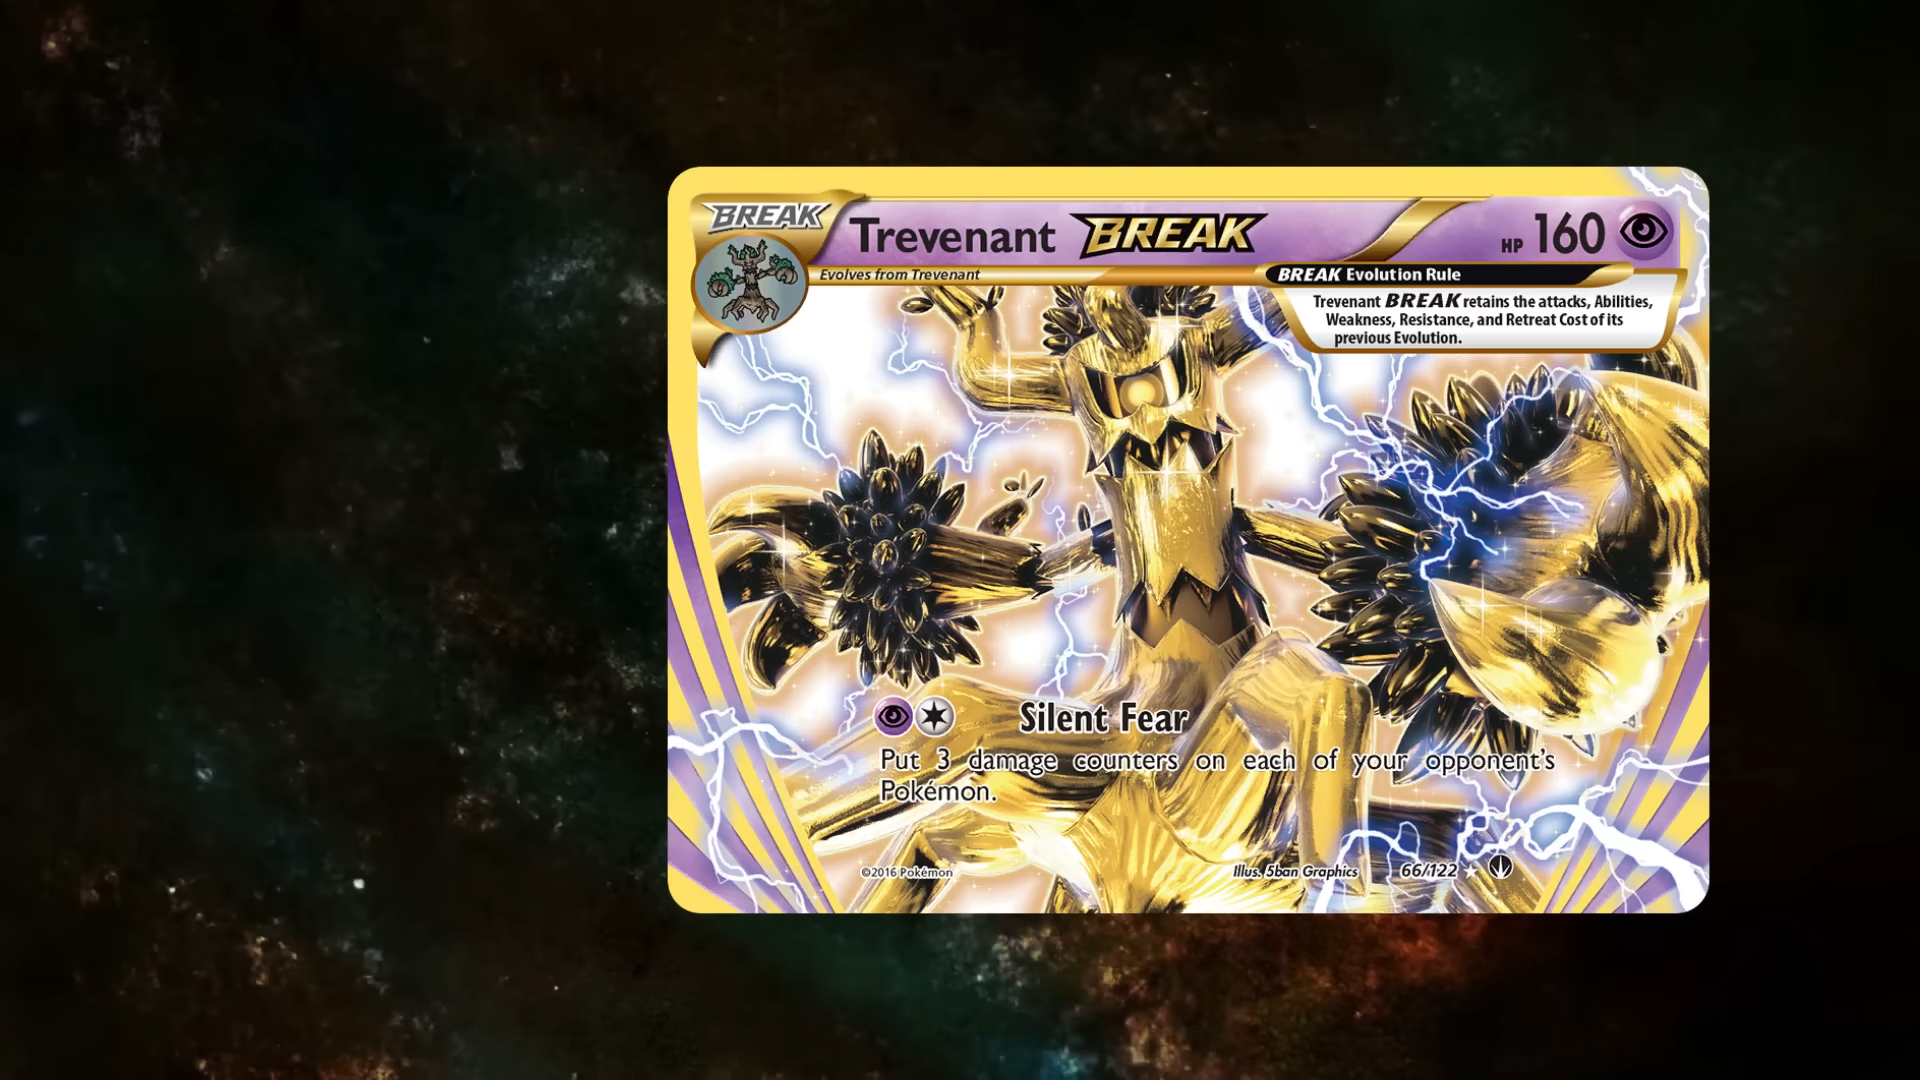 BREAK
Trevenant BREAK
HP 160
Evolves from Trevenant
BREAK Evolution Rule
Trevenant BREAK retains the attacks, Abilities,
Weakness, Resistance, and Retreat Cost of its
previous Evolution.
Silent Fear
Put 3 damage counters on each of your opponent's
Pokémon.
©2016 Pokémon
Illus. 5ban Graphics
66/122